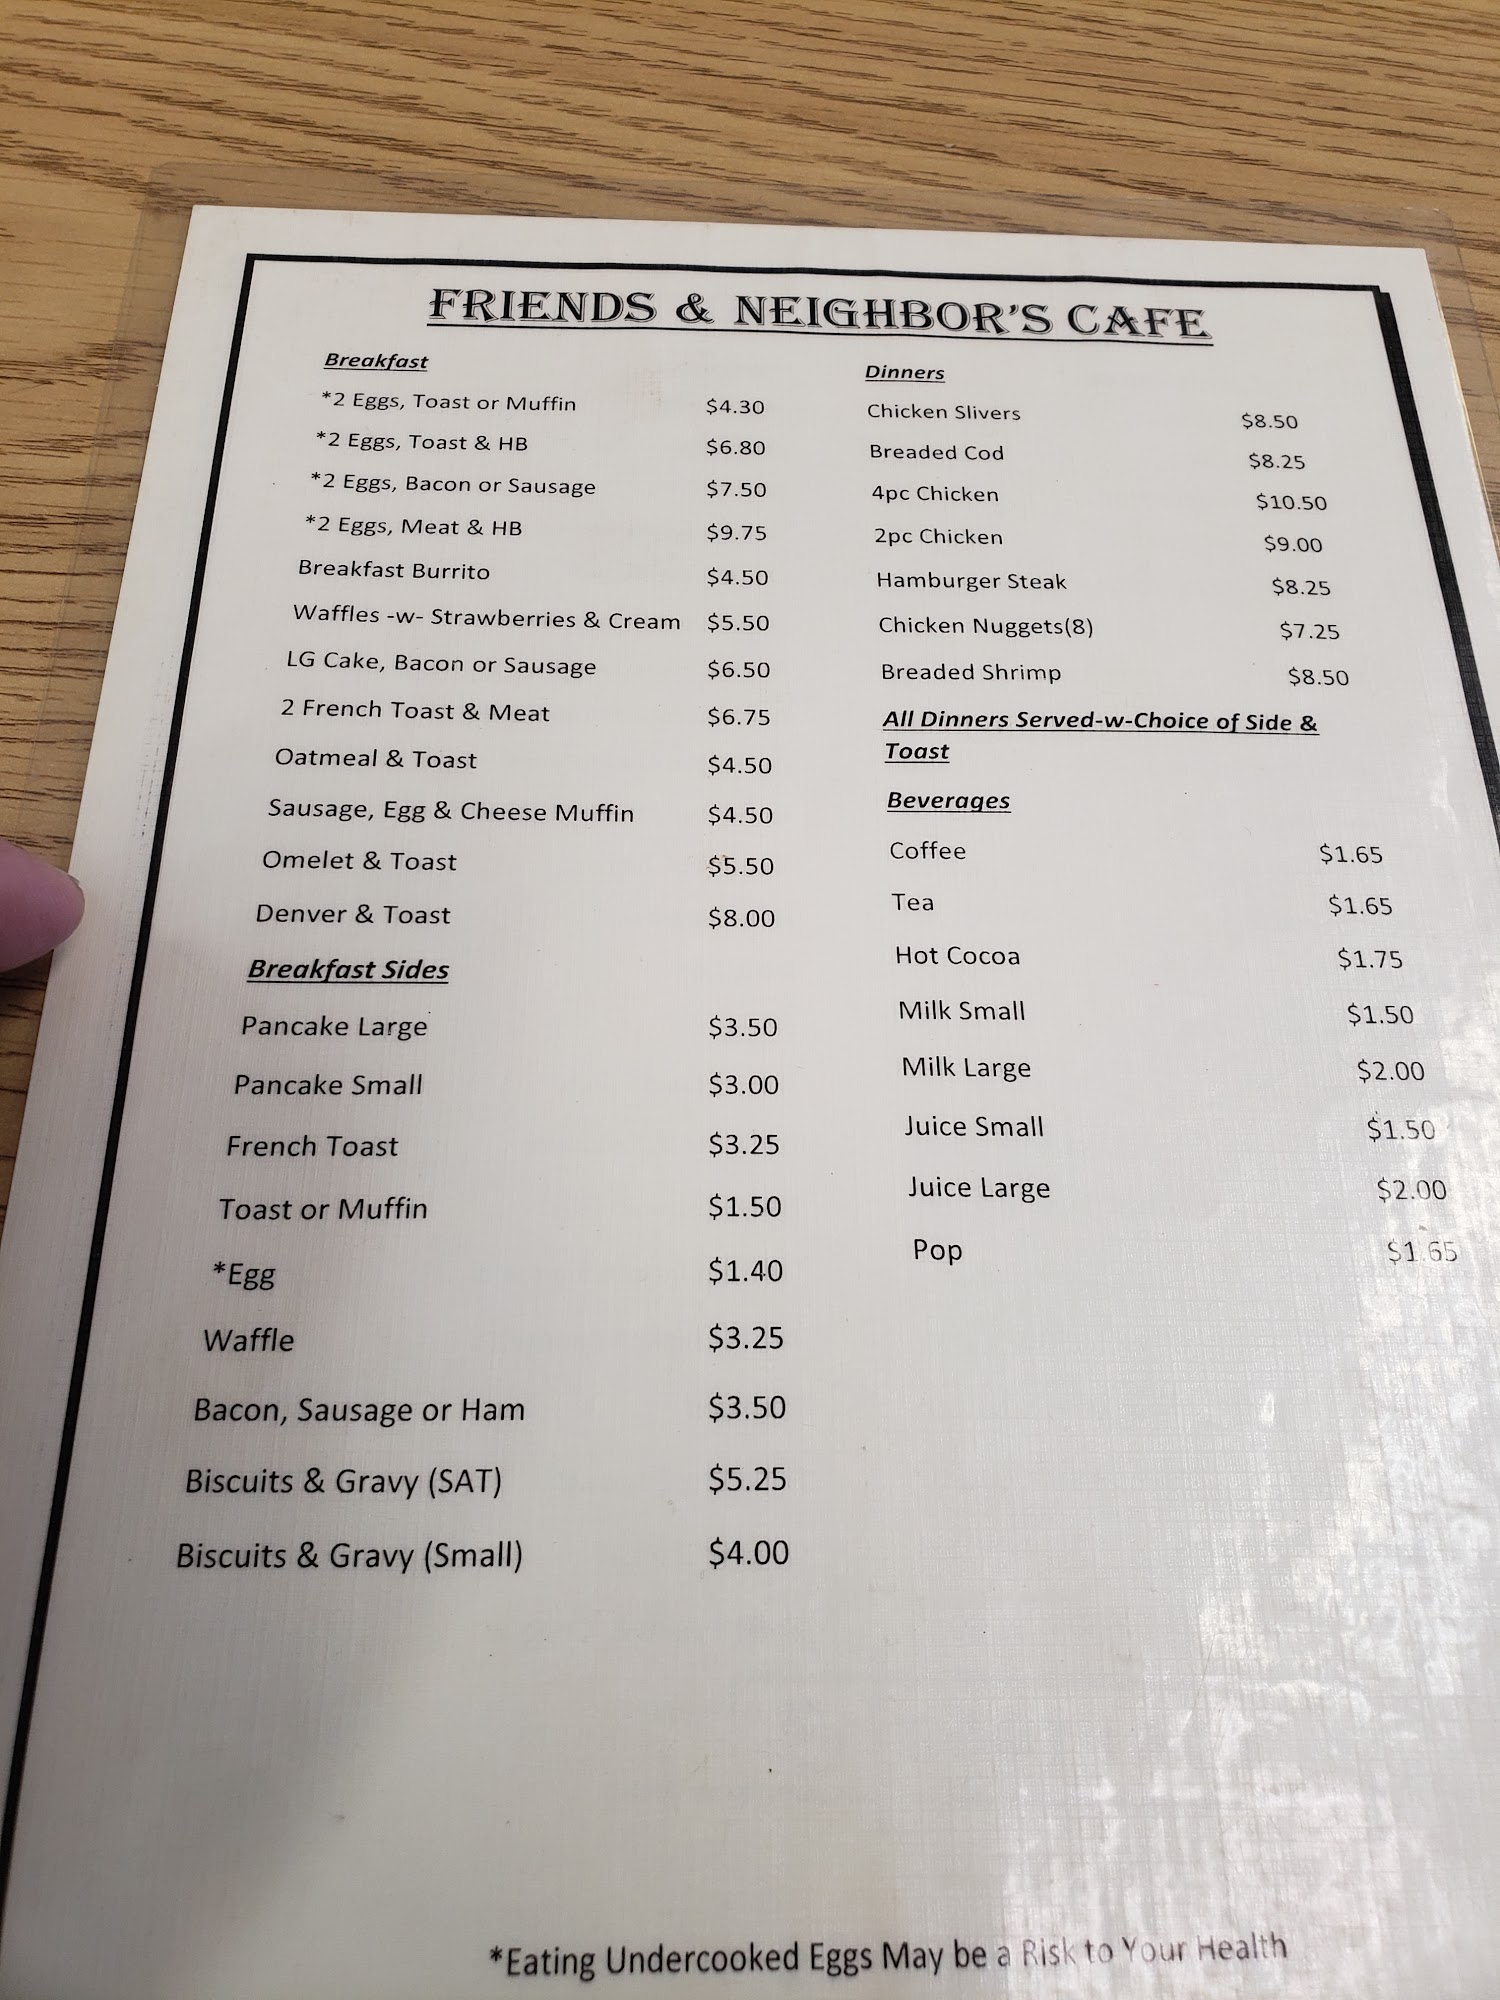 FRIENDS & NEIGHBOR'S CAFE
Breakfast
*2 Eggs, Toast or Muffin $4.30
*2 Eggs, Toast & HB $6.80
*2 Eggs, Bacon or Sausage $7.50
*2 Eggs, Meat & HB $9.75
Breakfast Burrito $4.50
Waffles -w- Strawberries & Cream $5.50
LG Cake, Bacon or Sausage $6.50
2 French Toast & Meat $6.75
Oatmeal & Toast $4.50
Sausage, Egg & Cheese Muffin $4.50
Omelet & Toast $5.50
Denver & Toast $8.00
Breakfast Sides
Pancake Large $3.50
Pancake Small $3.00
French Toast $3.25
Toast or Muffin $1.50
*Egg $1.40
Waffle $3.25
Bacon, Sausage or Ham $3.50
Biscuits & Gravy (SAT) $5.25
Biscuits & Gravy (Small) $4.00
Dinners
Chicken Slivers $8.50
Breaded Cod $8.25
4pc Chicken $10.50
2pc Chicken $9.00
Hamburger Steak $8.25
Chicken Nuggets(8) $7.25
Breaded Shrimp $8.50
All Dinners Served-w-Choice of Side &
Toast
Beverages
Coffee $1.65
Tea $1.65
Hot Cocoa $1.75
Milk Small $1.50
Milk Large $2.00
Juice Small $1.50
Juice Large $2.00
Pop $1.65
*Eating Undercooked Eggs May be a Risk to Your Health